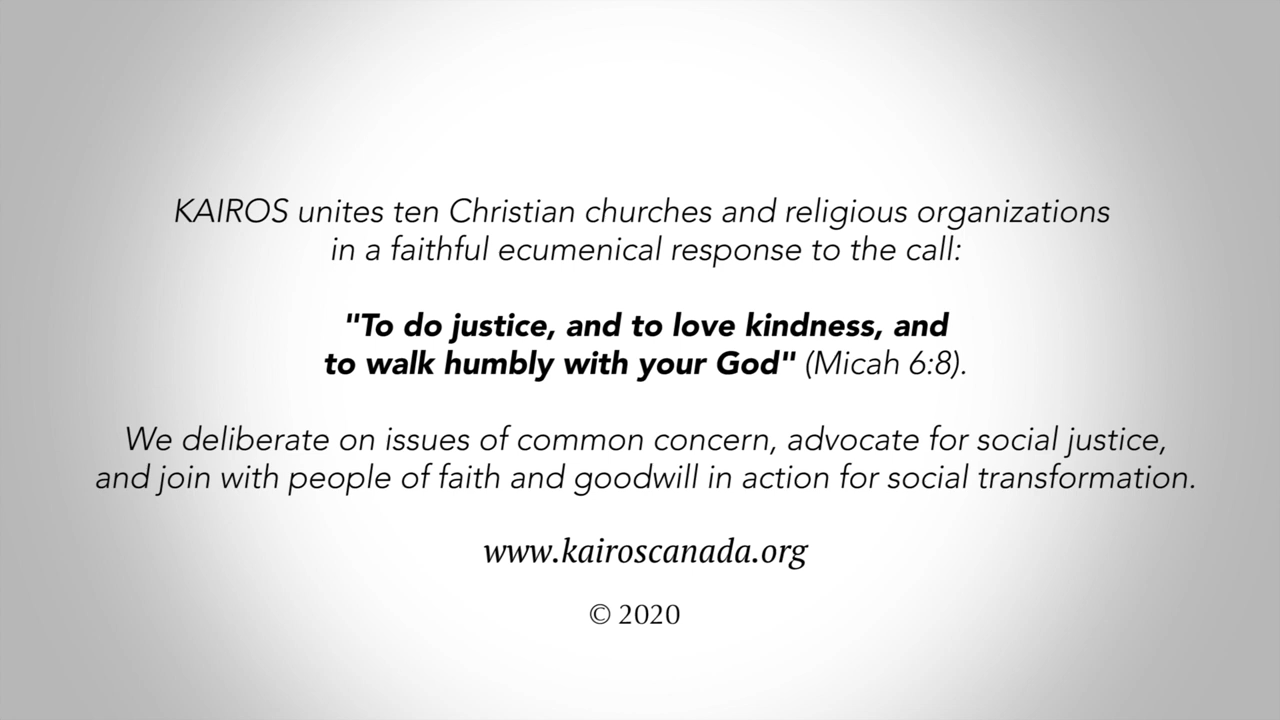 KAIROS unites ten Christian churches and religious organizations
in a faithful ecumenical response to the call:
"To do justice, and to love kindness, and
to walk humbly with your God" (Micah 6:8).
We deliberate on issues of common concern, advocate for social justice,
and join with people of faith and goodwill in action for social transformation.
www.kairoscanada.org
© 2020